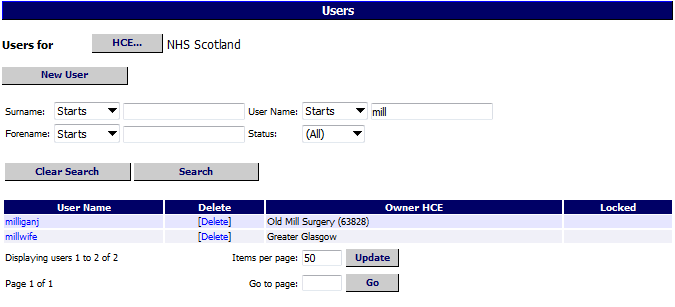 Users
Users for HCE... NHS Scotland
New User
Surname: Starts User Name: Starts mill
Forename: Starts Status: (All)
Clear Search Search
User Name Delete Owner HCE Locked
milliganj [Delete] Old Mill Surgery (63828)
millwife [Delete] Greater Glasgow
Displaying users 1 to 2 of 2 Items per page: 50 Update
Page 1 of 1 Go to page: Go